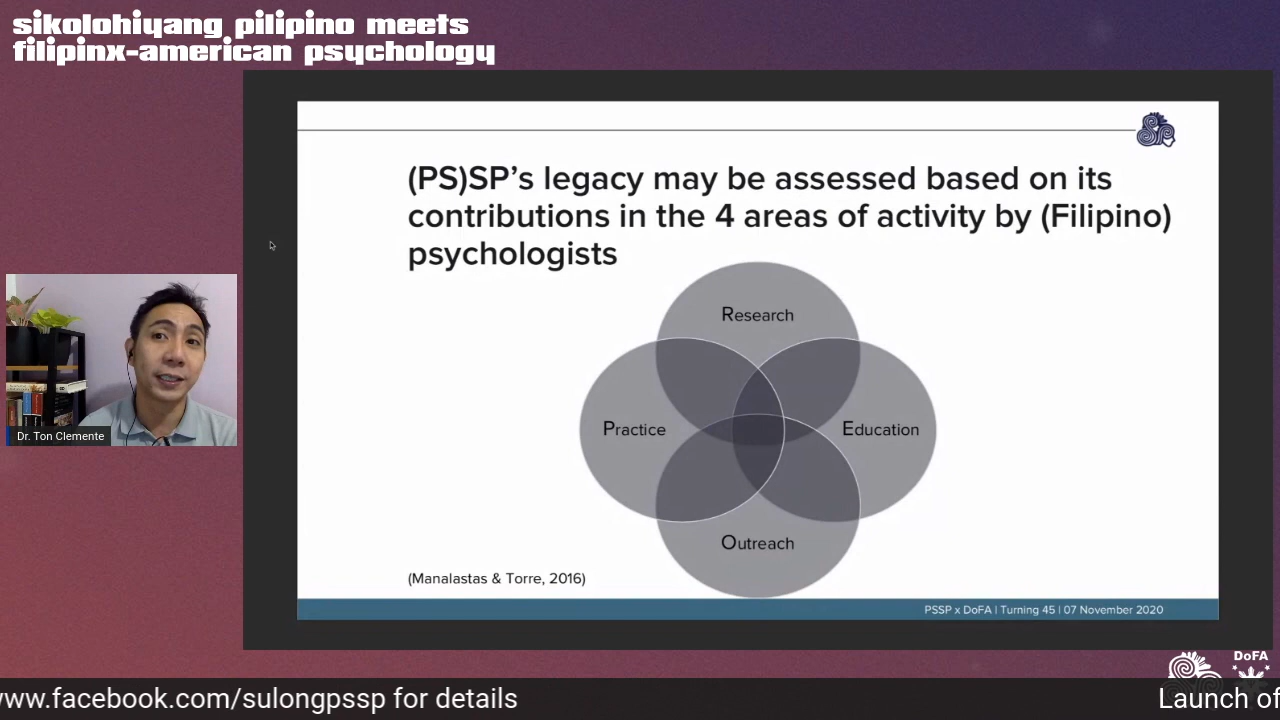 sikolohiyang pilipino meets
filipinx-american psychology
(PS)SP's legacy may be assessed based on its
contributions in the 4 areas of activity by (Filipino)
psychologists
Research
Practice
Education
Outreach
(Manalastas & Torre, 2016)
PSSP x DoFA | Turning 45 | 07 November 2020
Dr. Ton Clemente
DoFA
www.facebook.com/sulongpssp for details
Launch of